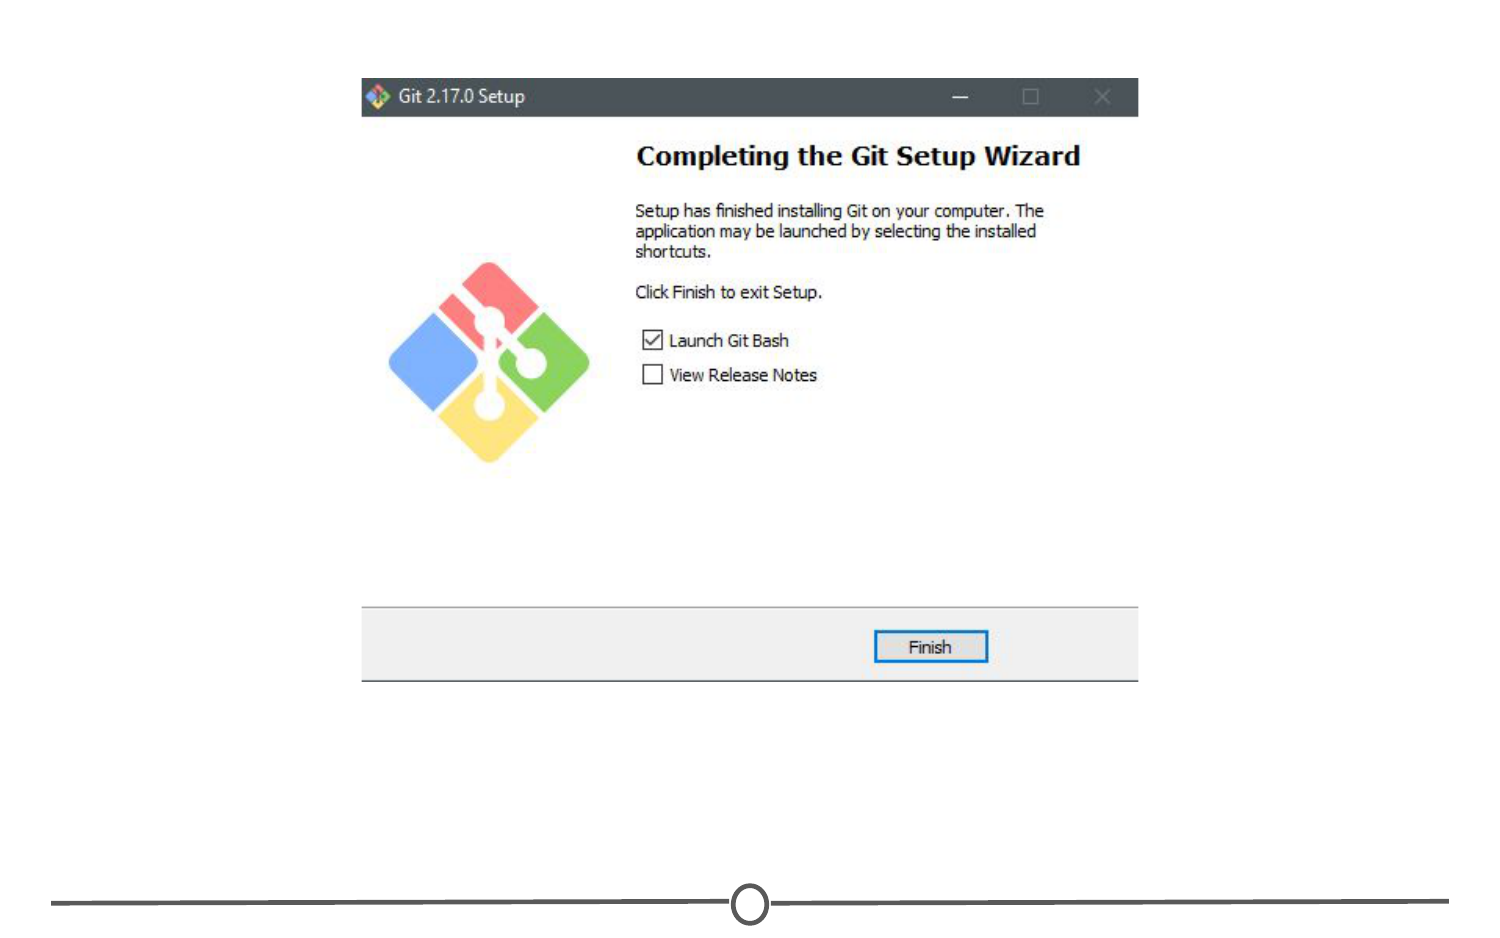 Git 2.17.0 Setup
Completing the Git Setup Wizard
Setup has finished installing Git on your computer. The
application may be launched by selecting the installed
shortcuts.
Click Finish to exit Setup.
Launch Git Bash
View Release Notes
Finish